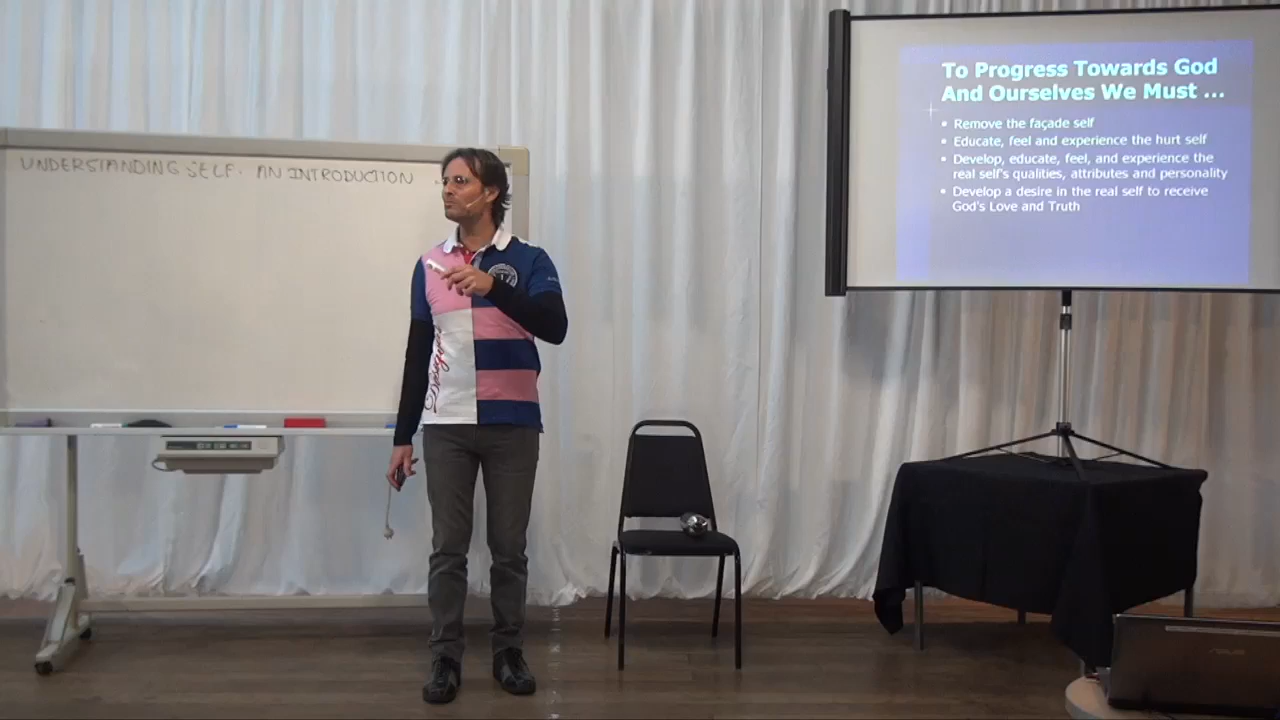 UNDERSTANDING SELF. AN INTRODUCTION
To Progress Towards God
And Ourselves We Must ...
• Remove the façade self
• Educate, feel and experience the hurt self
• Develop, educate, feel, and experience the
real self's qualities, attributes and personality
• Develop a desire in the real self to receive
God's Love and Truth
ASUS